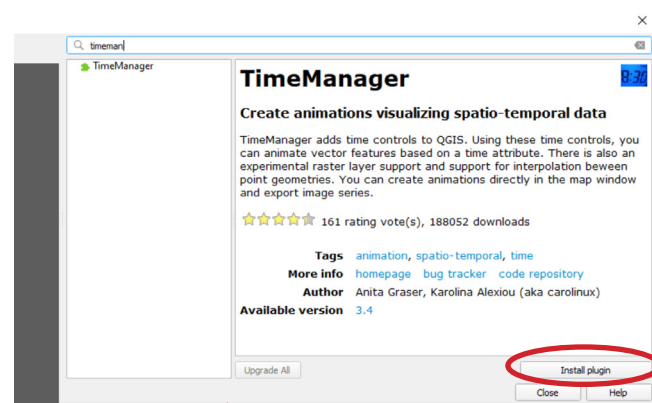 timeman
TimeManager
TimeManager
8:30
Create animations visualizing spatio-temporal data
TimeManager adds time controls to QGIS. Using these time controls, you
can animate vector features based on a time attribute. There is also an
experimental raster layer support and support for interpolation beween
point geometries. You can create animations directly in the map window
and export image series.
161 rating vote(s), 188052 downloads
Tags animation, spatio-temporal, time
More info homepage bug tracker code repository
Author Anita Graser, Karolina Alexiou (aka carolinux)
Available version 3.4
Upgrade All Install plugin
Close Help